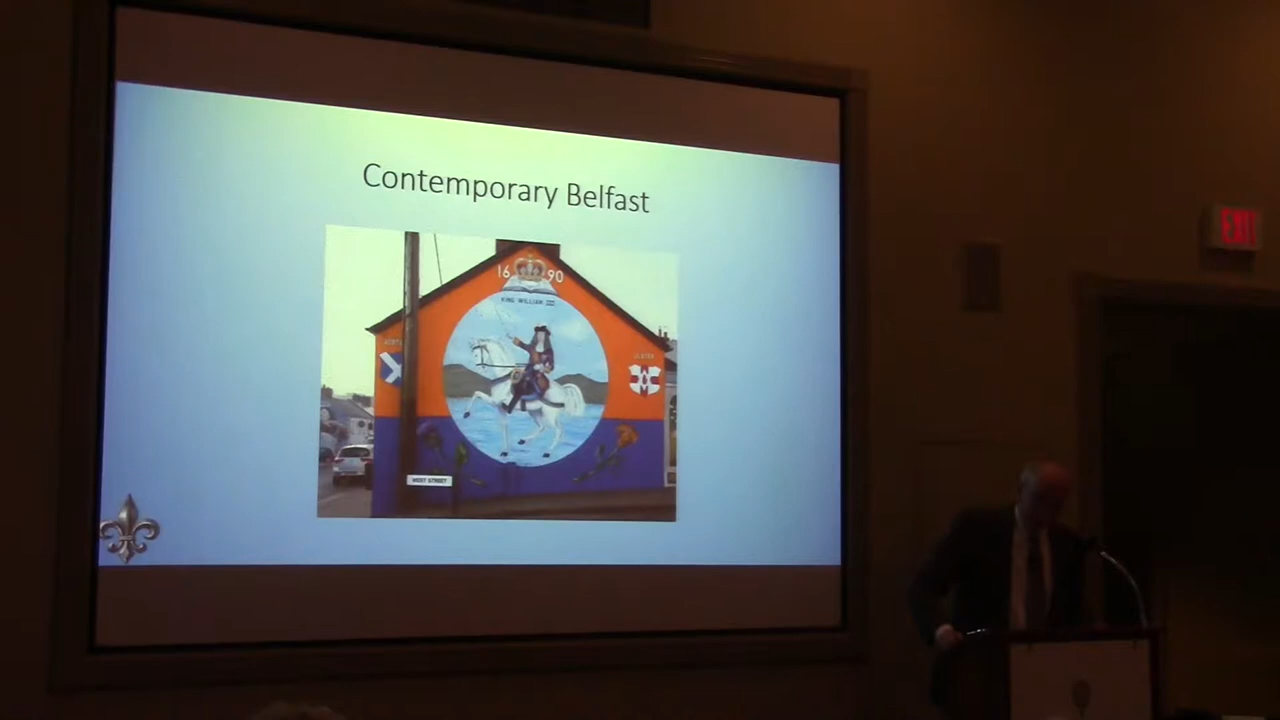 Contemporary Belfast
16 90
KING WILLIAM III
ULSTER
WEST STREET
EXIT